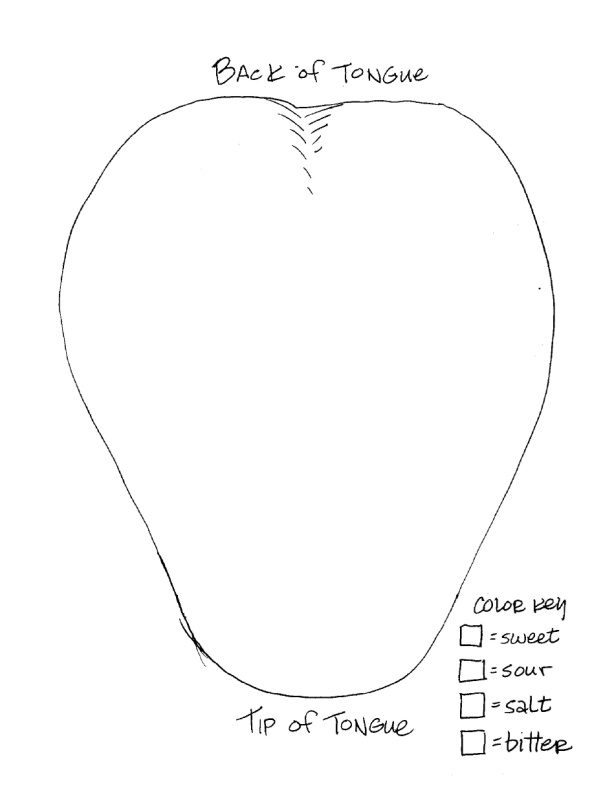 BACK of TONGUE
COLOR KEY
= sweet
= sour
= salt
= bitter
TIP of TONGUE